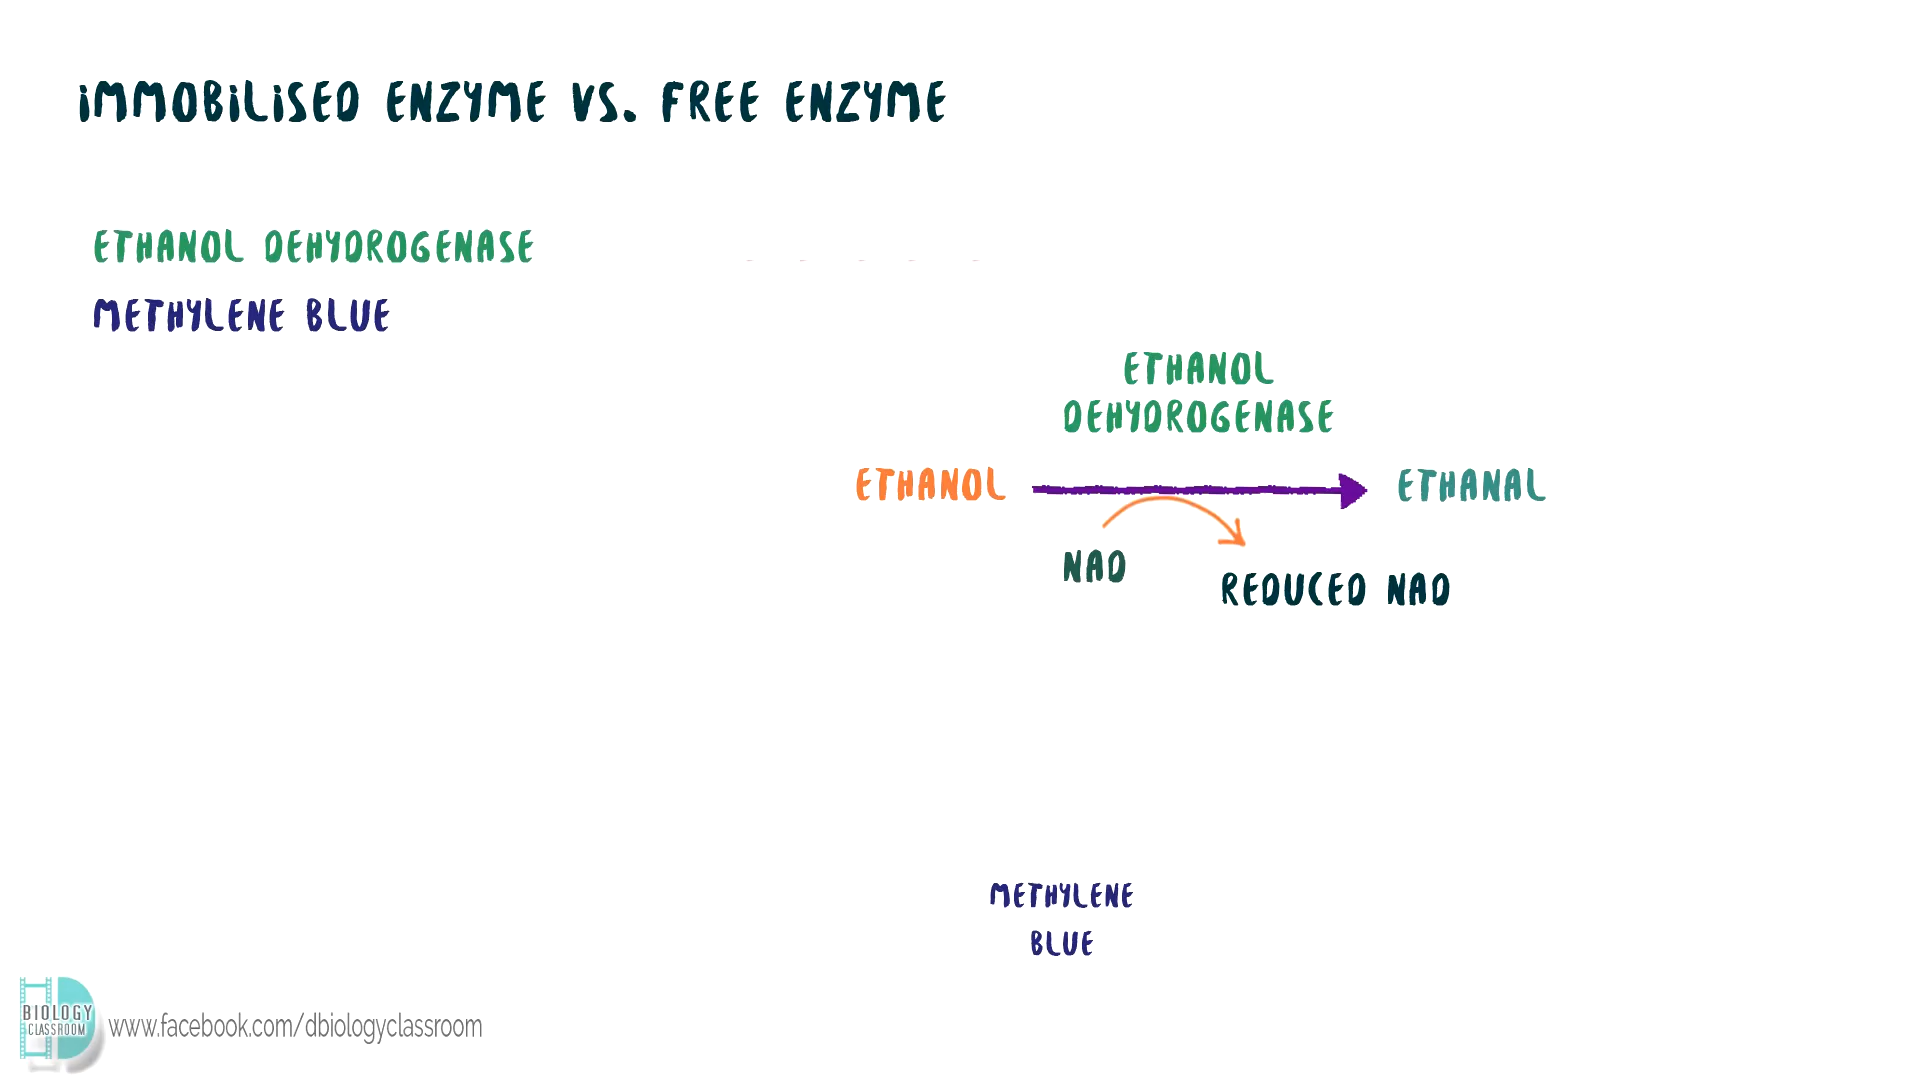 iMMOBiLiSED ENZYME VS. FREE ENZYME
ETHANOL DEHYDROGENASE
METHYLENE BLUE
ETHANOL
DEHYDROGENASE
ETHANOL
ETHANAL
NAD
REDUCED NAD
METHYLENE
BLUE
BIOLOGY
CLASSROOM
www.facebook.com/dbiologyclassroom